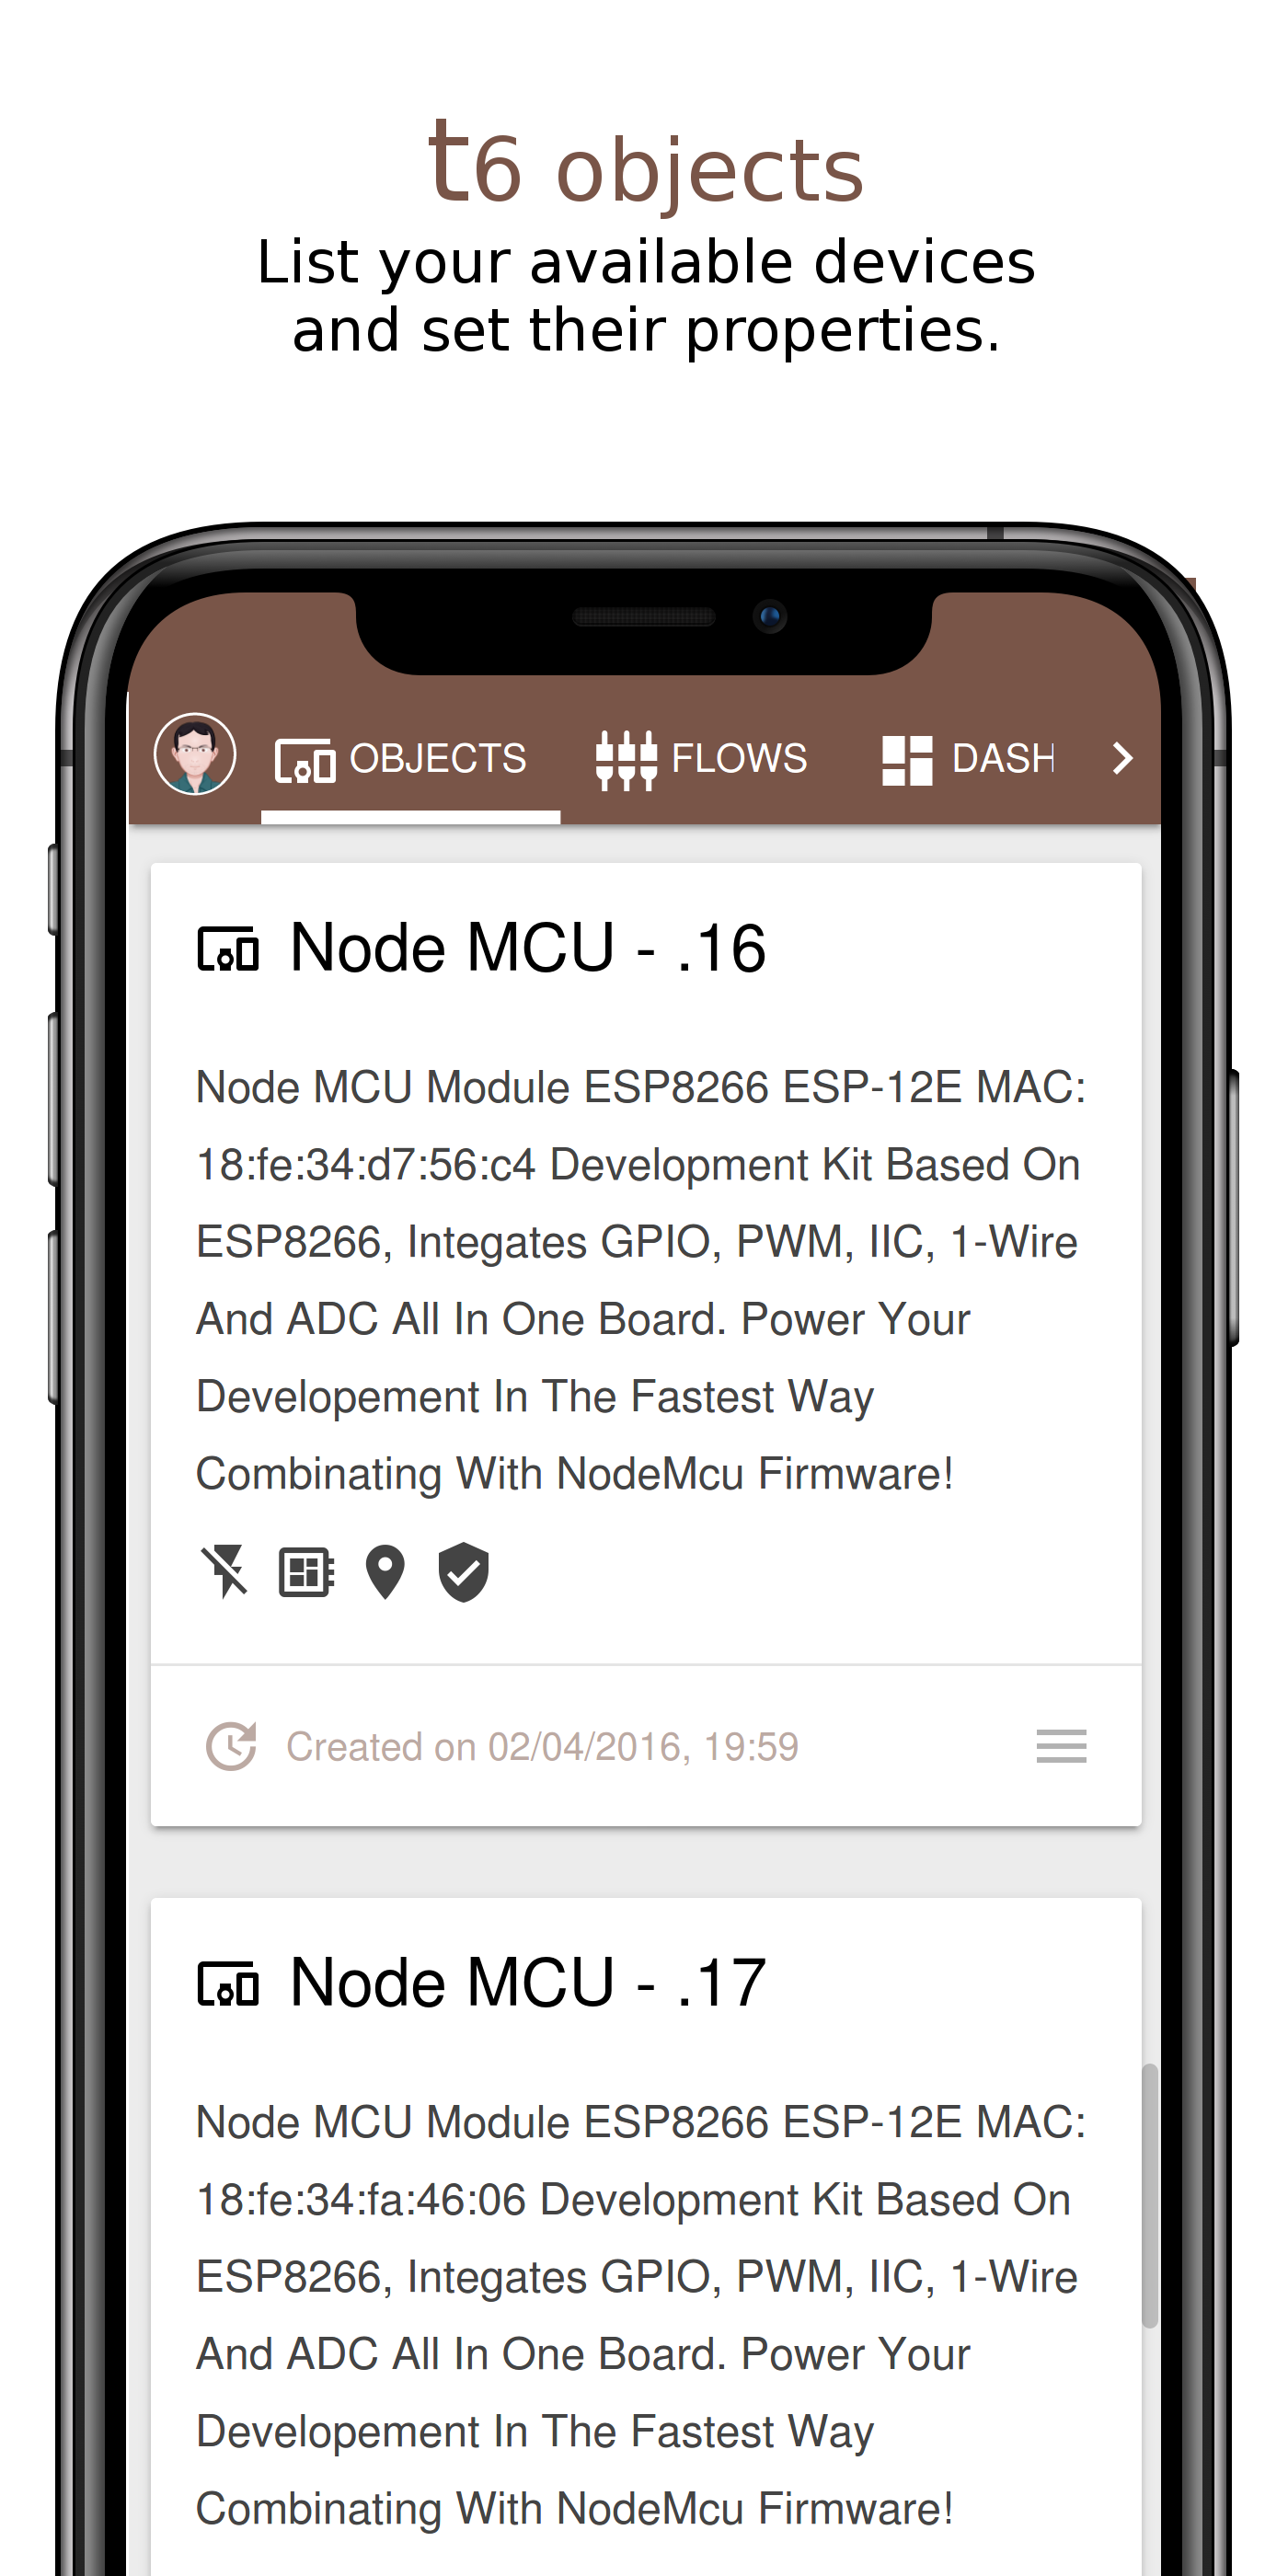 t6 objects
List your available devices
and set their properties.
OBJECTS FLOWS DASH
Node MCU - .16
Node MCU Module ESP8266 ESP-12E MAC:
18:fe:34:d7:56:c4 Development Kit Based On
ESP8266, Integates GPIO, PWM, IIC, 1-Wire
And ADC All In One Board. Power Your
Developement In The Fastest Way
Combinating With NodeMcu Firmware!
Created on 02/04/2016, 19:59
Node MCU - .17
Node MCU Module ESP8266 ESP-12E MAC:
18:fe:34:fa:46:06 Development Kit Based On
ESP8266, Integates GPIO, PWM, IIC, 1-Wire
And ADC All In One Board. Power Your
Developement In The Fastest Way
Combinating With NodeMcu Firmware!